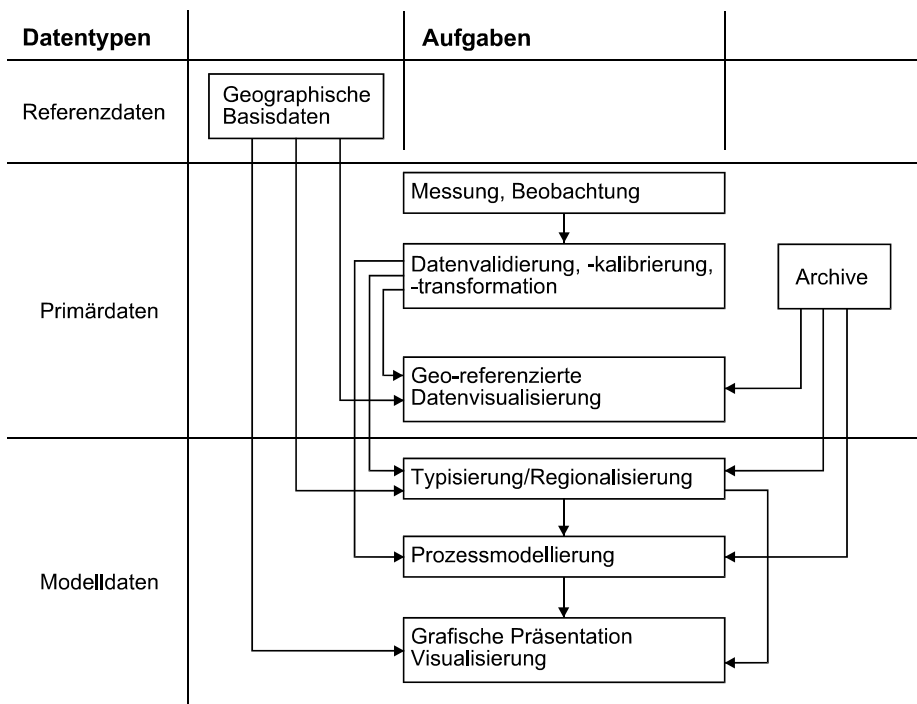 Datentypen
Aufgaben
Referenzdaten
Geographische
Basisdaten
Messung, Beobachtung
Datenvalidierung, -kalibrierung,
-transformation
Archive
Primärdaten
Geo-referenzierte
Datenvisualisierung
Typisierung/Regionalisierung
Prozessmodellierung
Modelldaten
Grafische Präsentation
Visualisierung